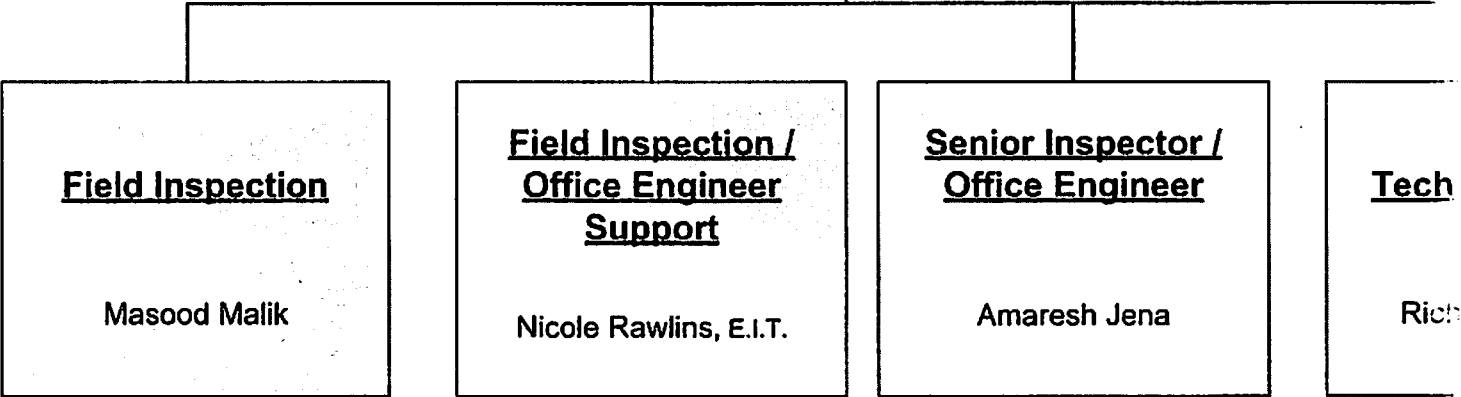 Field Inspection
Masood Malik
Field Inspection /
Office Engineer
Support
Nicole Rawlins, E.I.T.
Senior Inspector /
Office Engineer
Amaresh Jena
Tech